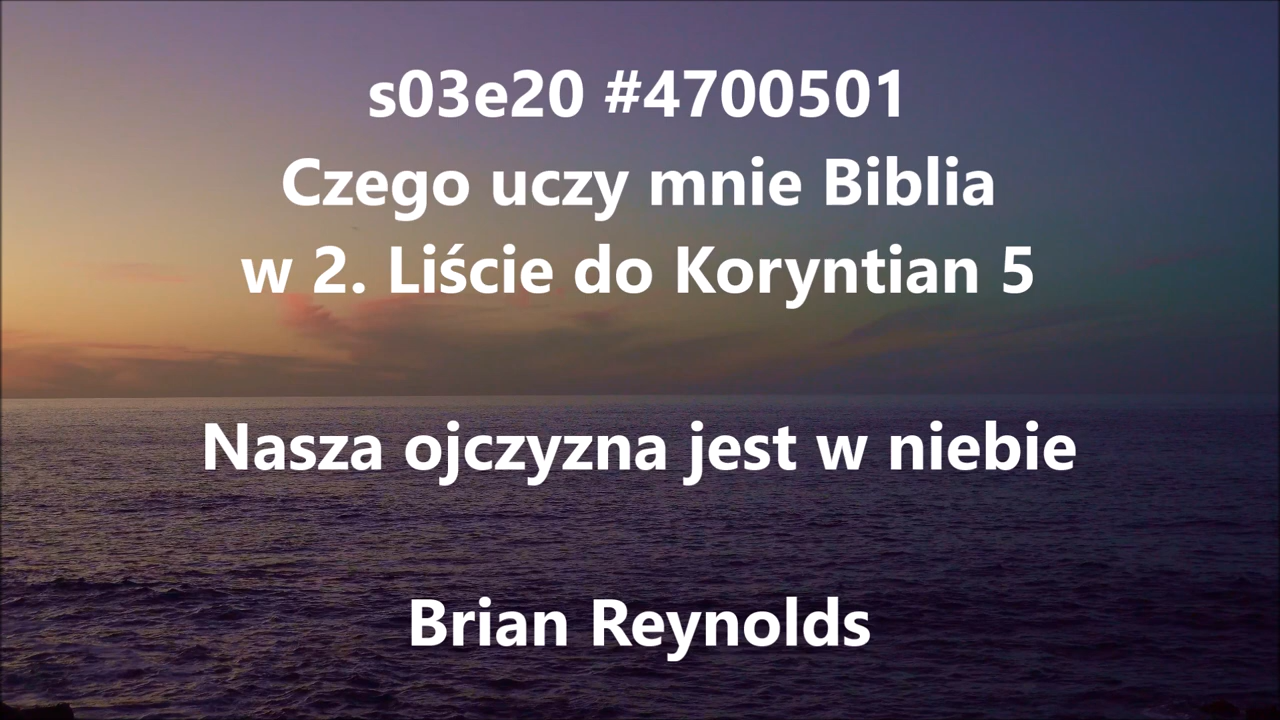 s03e20 #4700501
Czego uczy mnie Biblia
w 2. Liście do Koryntian 5
Nasza ojczyzna jest w niebie
Brian Reynolds